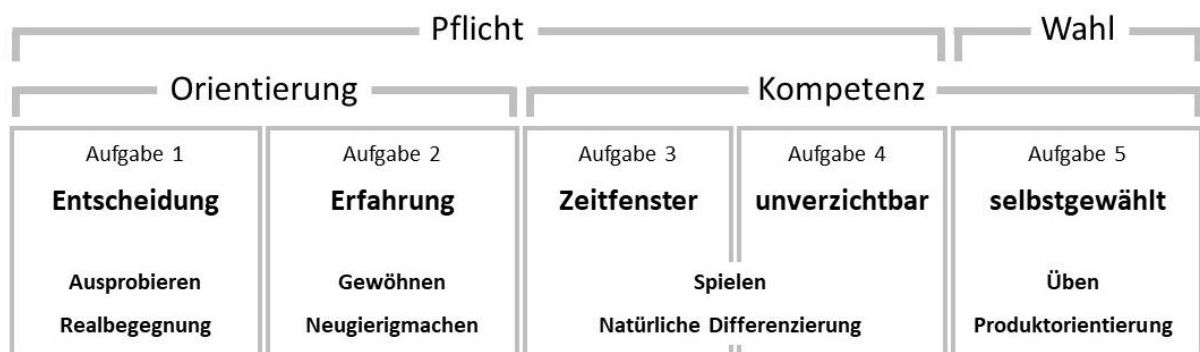 Pflicht Wahl
Orientierung Kompetenz
Aufgabe 1 Aufgabe 2 Aufgabe 3 Aufgabe 4 Aufgabe 5
Entscheidung Erfahrung Zeitfenster unverzichtbar selbstgewählt
Ausprobieren Gewöhnen Spielen Üben
Realbegegnung Neugierigmachen Natürliche Differenzierung Produktorientierung